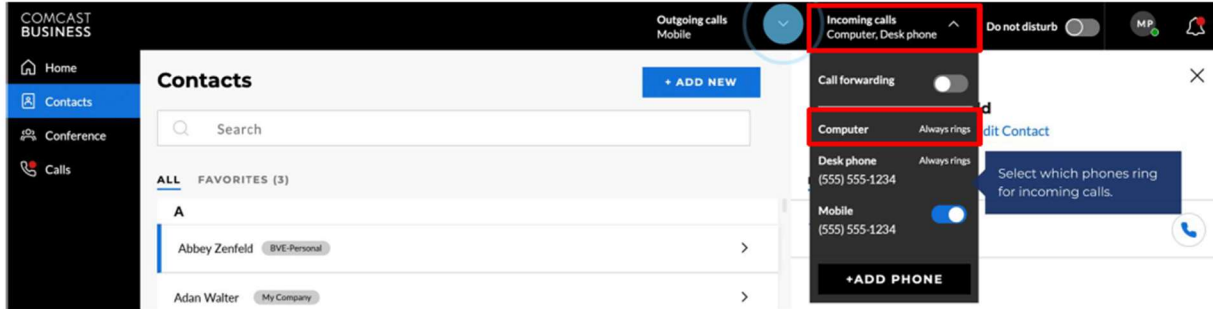 COMCAST
BUSINESS
Outgoing calls
Mobile
Incoming calls
Computer, Desk phone
Do not disturb
MP
Home
Contacts
Conference
Calls
Contacts
+ ADD NEW
Search
ALL FAVORITES (3)
A
Abbey Zenfeld BVE-Personal
Adan Walter My Company
Call forwarding
Computer Always rings
Desk phone Always rings
(555) 555-1234
Mobile
(555) 555-1234
+ADD PHONE
d
dit Contact
Select which phones ring
for incoming calls.